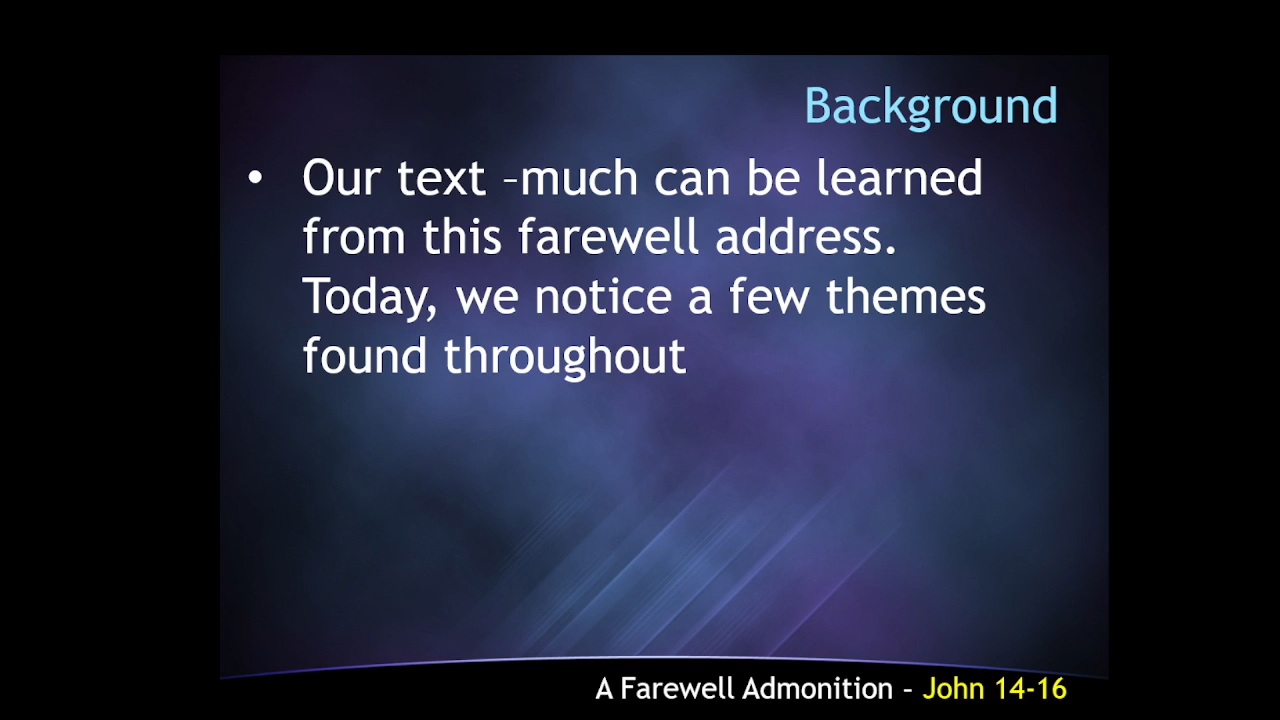 Background
• Our text –much can be learned
from this farewell address.
Today, we notice a few themes
found throughout
A Farewell Admonition – John 14-16